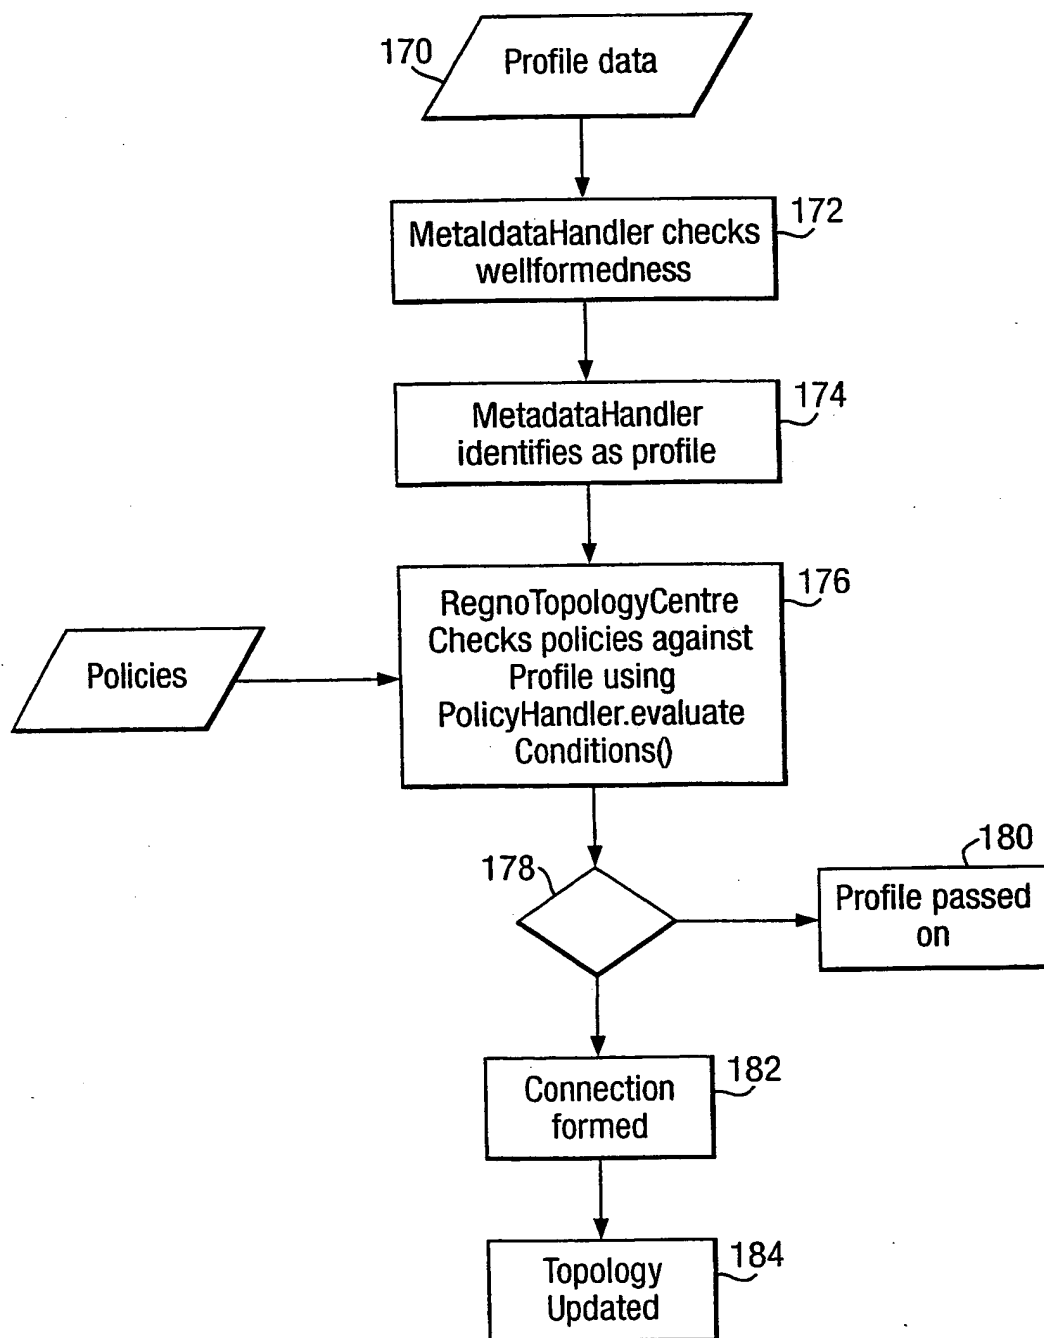 170
Profile data
172
MetaldataHandler checks
wellformedness
174
MetadataHandler
identifies as profile
176
RegnoTopologyCentre
Checks policies against
Profile using
PolicyHandler.evaluate
Conditions()
Policies
178
180
Profile passed
on
182
Connection
formed
184
Topology
Updated